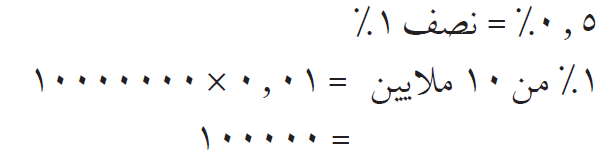 ٠,٥٪ = نصف ١٪
١٪ من ١٠ ملايين = ٠,٠١ × ١٠٠٠٠٠٠٠
= ١٠٠٠٠٠